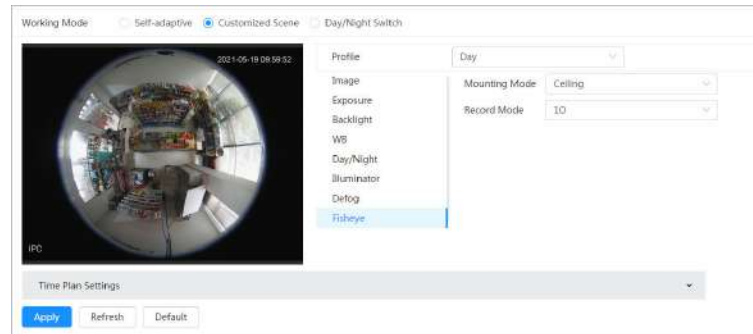 Working Mode Self-adaptive Customized Scene Day/Night Switch
2021-05-19 09:59:52
IPC
Profile Day
Image
Exposure
Backlight
WB
Day/Night
Illuminator
Defog
Fisheye
Mounting Mode Ceiling
Record Mode 1O
Time Plan Settings
Apply Refresh Default